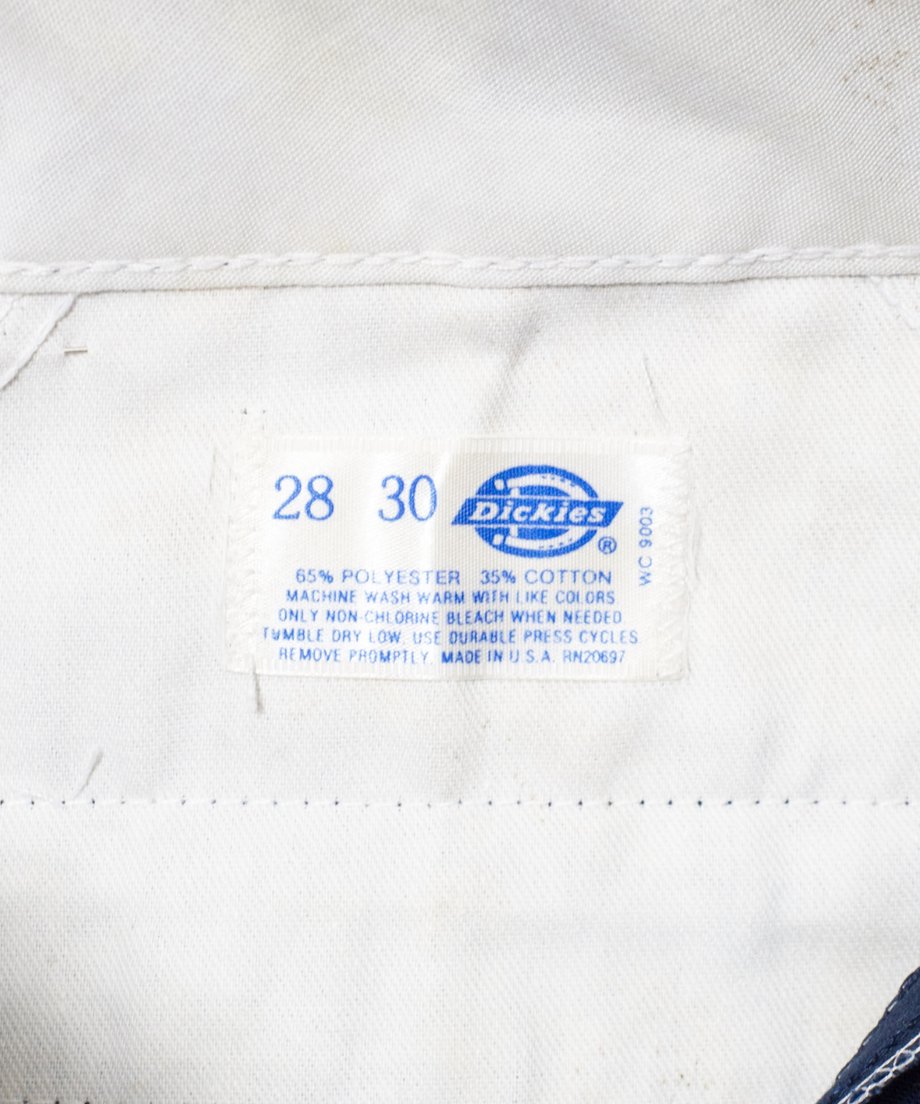 28 30 Dickies ®
65% POLYESTER 35% COTTON
MACHINE WASH WARM WITH LIKE COLORS
ONLY NON-CHLORINE BLEACH WHEN NEEDED
TUMBLE DRY LOW. USE DURABLE PRESS CYCLES
REMOVE PROMPTLY. MADE IN U.S.A. RN20697
WC 9003